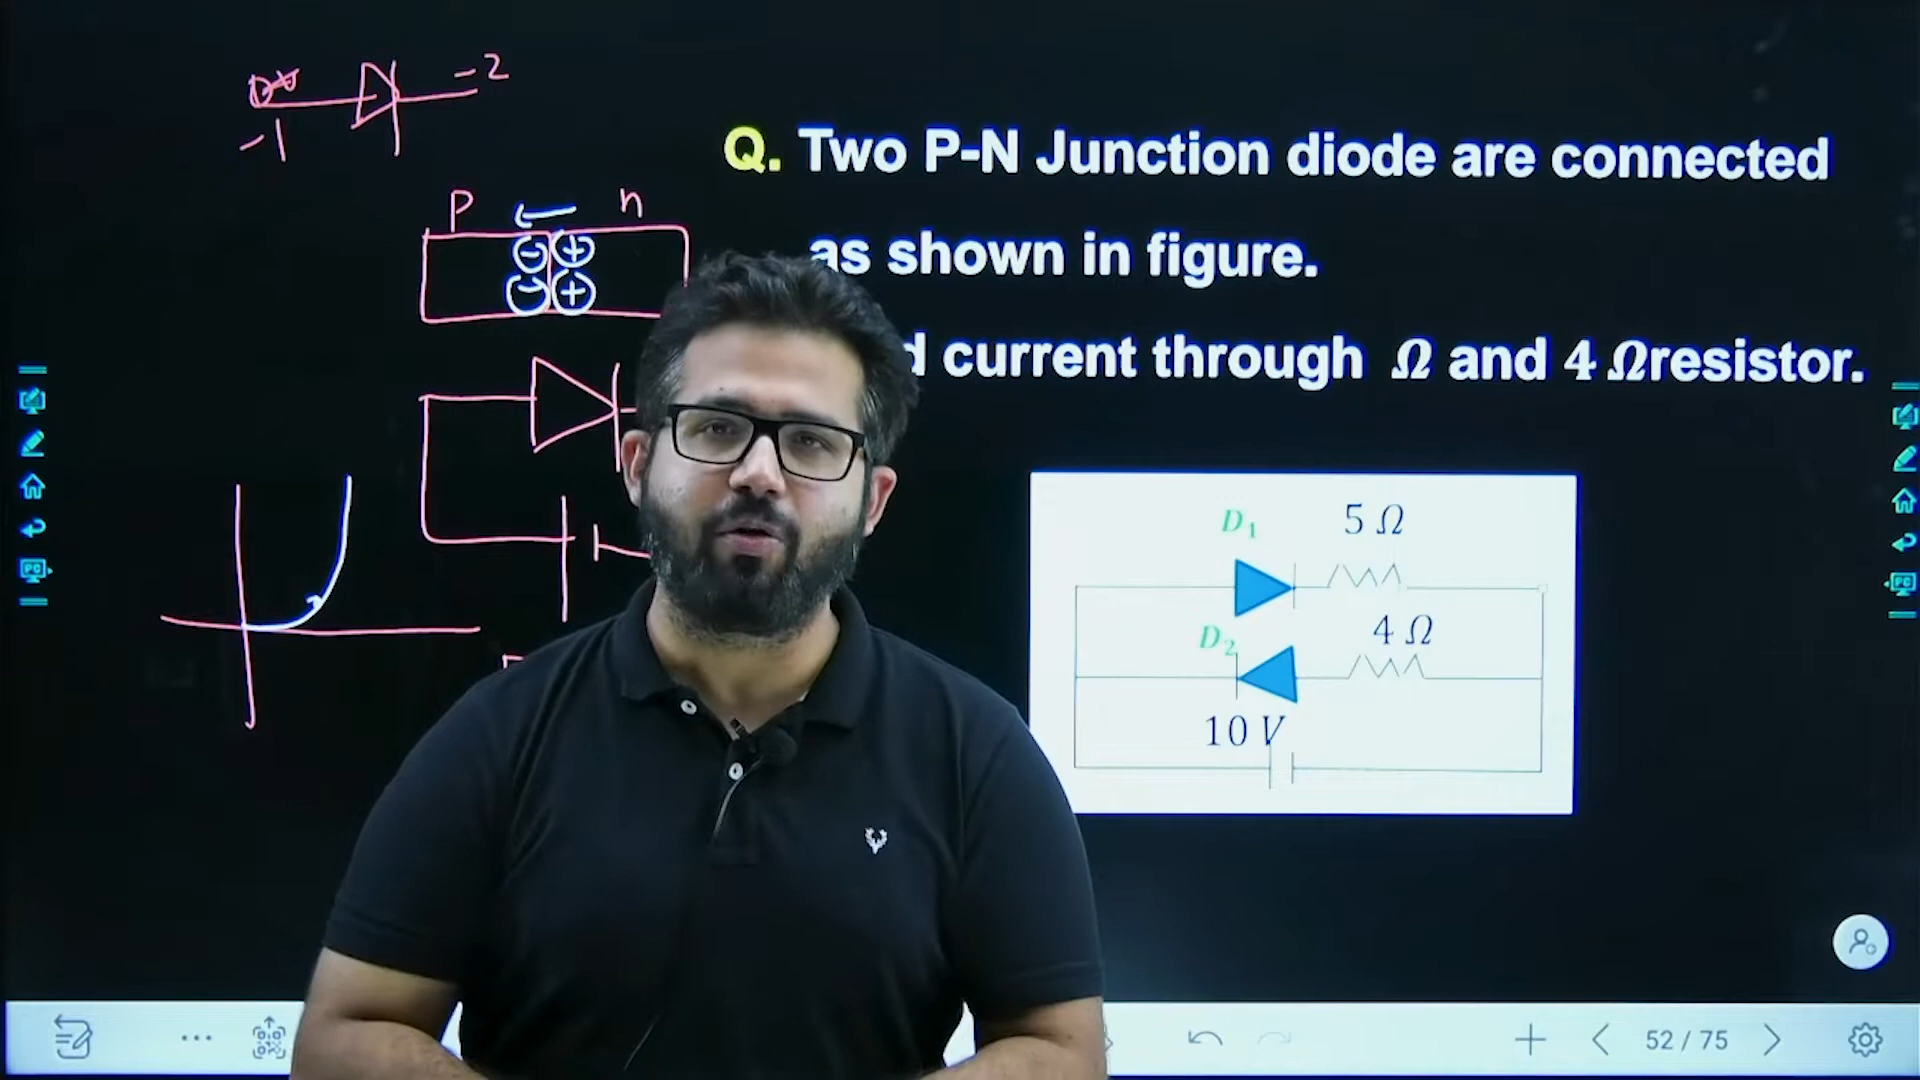 -2
-1
P n
Q. Two P-N Junction diode are connected
as shown in figure.
current through Ω and 4 Ωresistor.
D₁ 5 Ω
D₂ 4 Ω
10 V
52 / 75